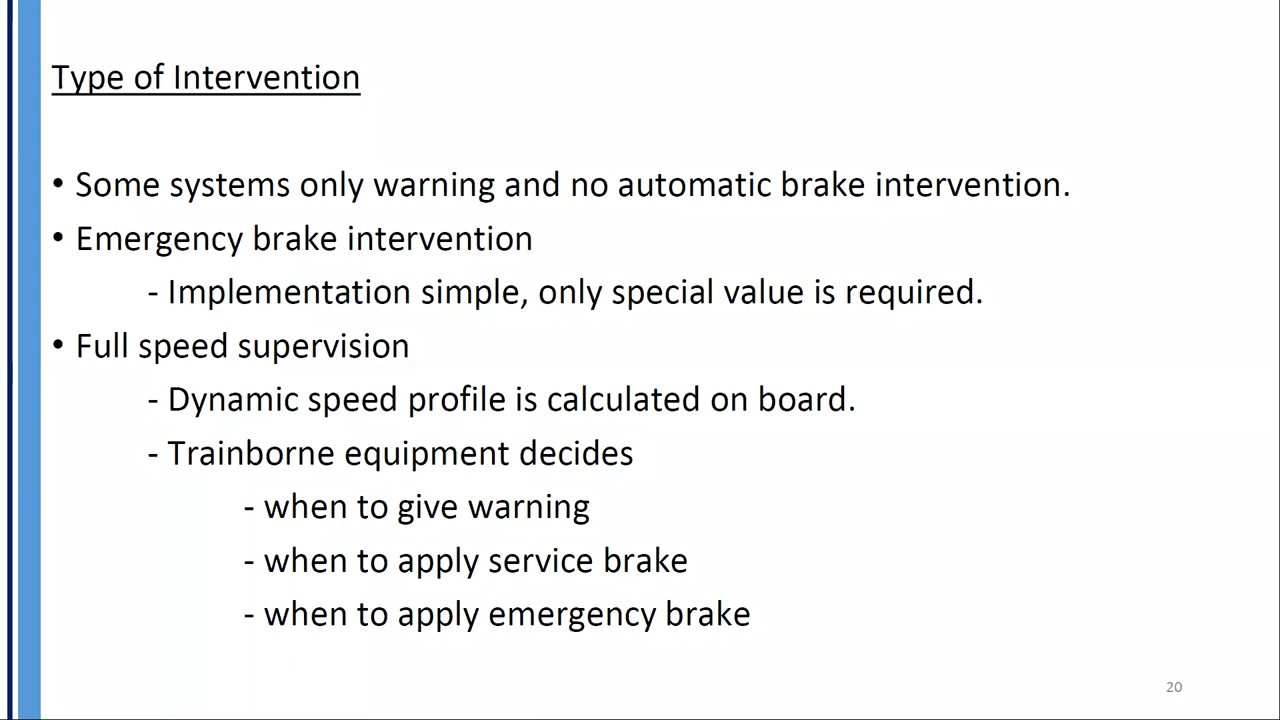 Type of Intervention
• Some systems only warning and no automatic brake intervention.
• Emergency brake intervention
- Implementation simple, only special value is required.
• Full speed supervision
- Dynamic speed profile is calculated on board.
- Trainborne equipment decides
- when to give warning
- when to apply service brake
- when to apply emergency brake
20